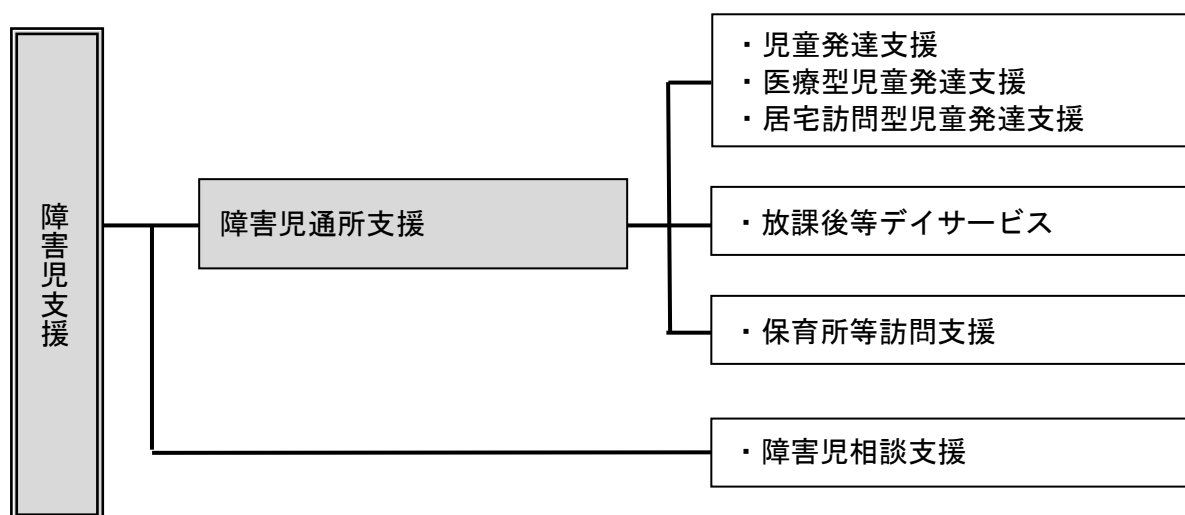 障害児支援
障害児通所支援
・児童発達支援
・医療型児童発達支援
・居宅訪問型児童発達支援
・放課後等デイサービス
・保育所等訪問支援
・障害児相談支援